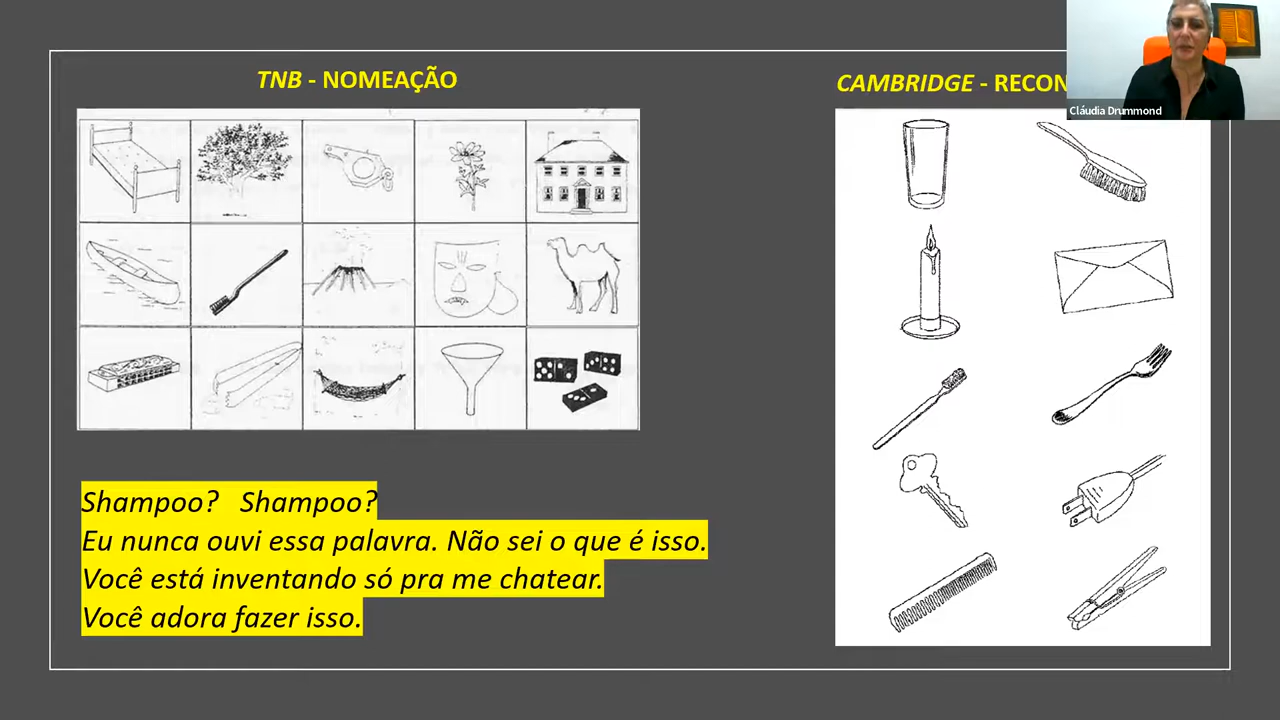 TNB - NOMEAÇÃO
CAMBRIDGE - RECON
Cláudia Drummond
Shampoo? Shampoo?
Eu nunca ouvi essa palavra. Não sei o que é isso.
Você está inventando só pra me chatear.
Você adora fazer isso.